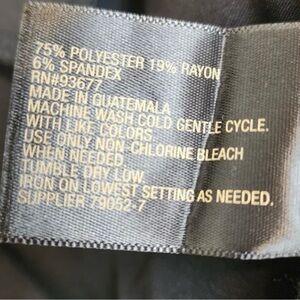 75% POLYESTER 19% RAYON
6% SPANDEX
RN#93677
MADE IN GUATEMALA
MACHINE WASH COLD GENTLE CYCLE.
WITH LIKE COLORS
USE ONLY NON-CHLORINE BLEACH
WHEN NEEDED.
TUMBLE DRY LOW.
IRON ON LOWEST SETTING AS NEEDED.
SUPPLIER 79052-7